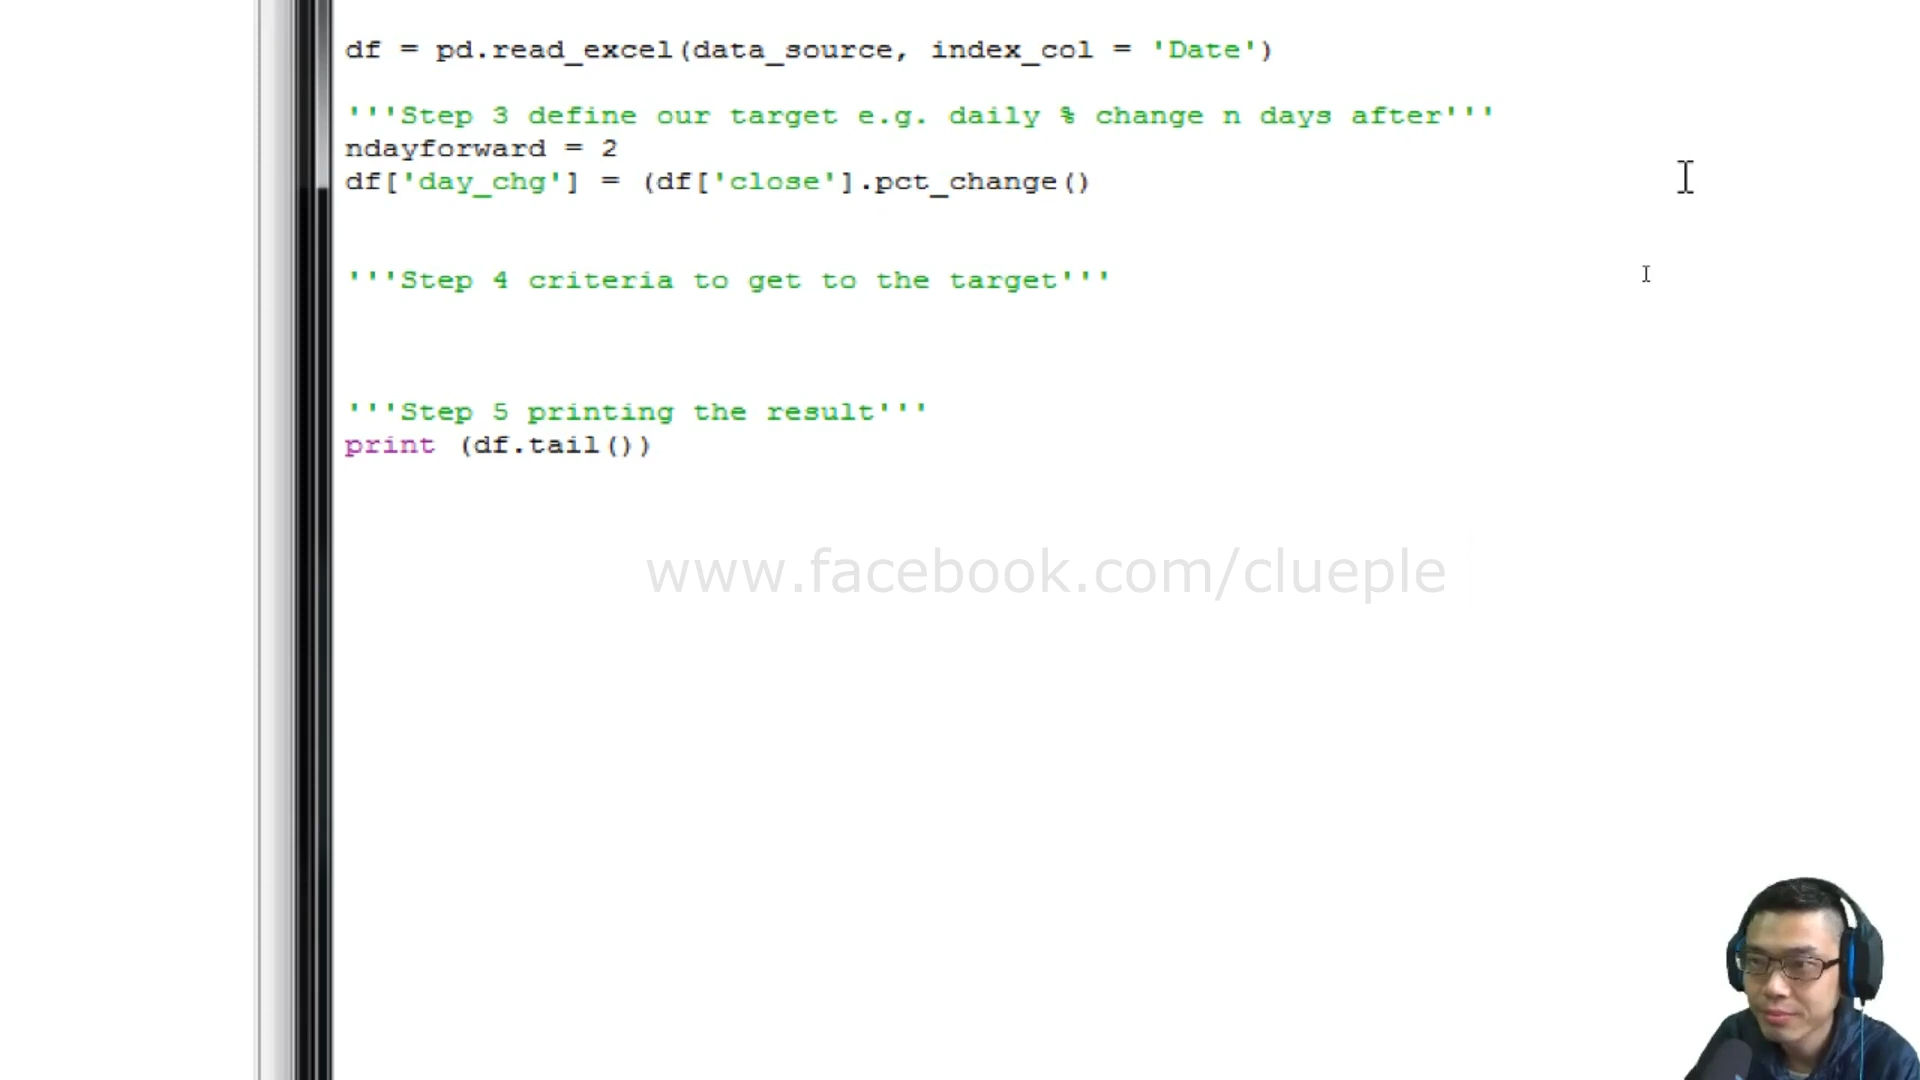 df = pd.read_excel(data_source, index_col = 'Date')
'''Step 3 define our target e.g. daily % change n days after'''
ndayforward = 2
df['day_chg'] = (df['close'].pct_change()
'''Step 4 criteria to get to the target'''
'''Step 5 printing the result'''
print (df.tail())
www.facebook.com/clueple